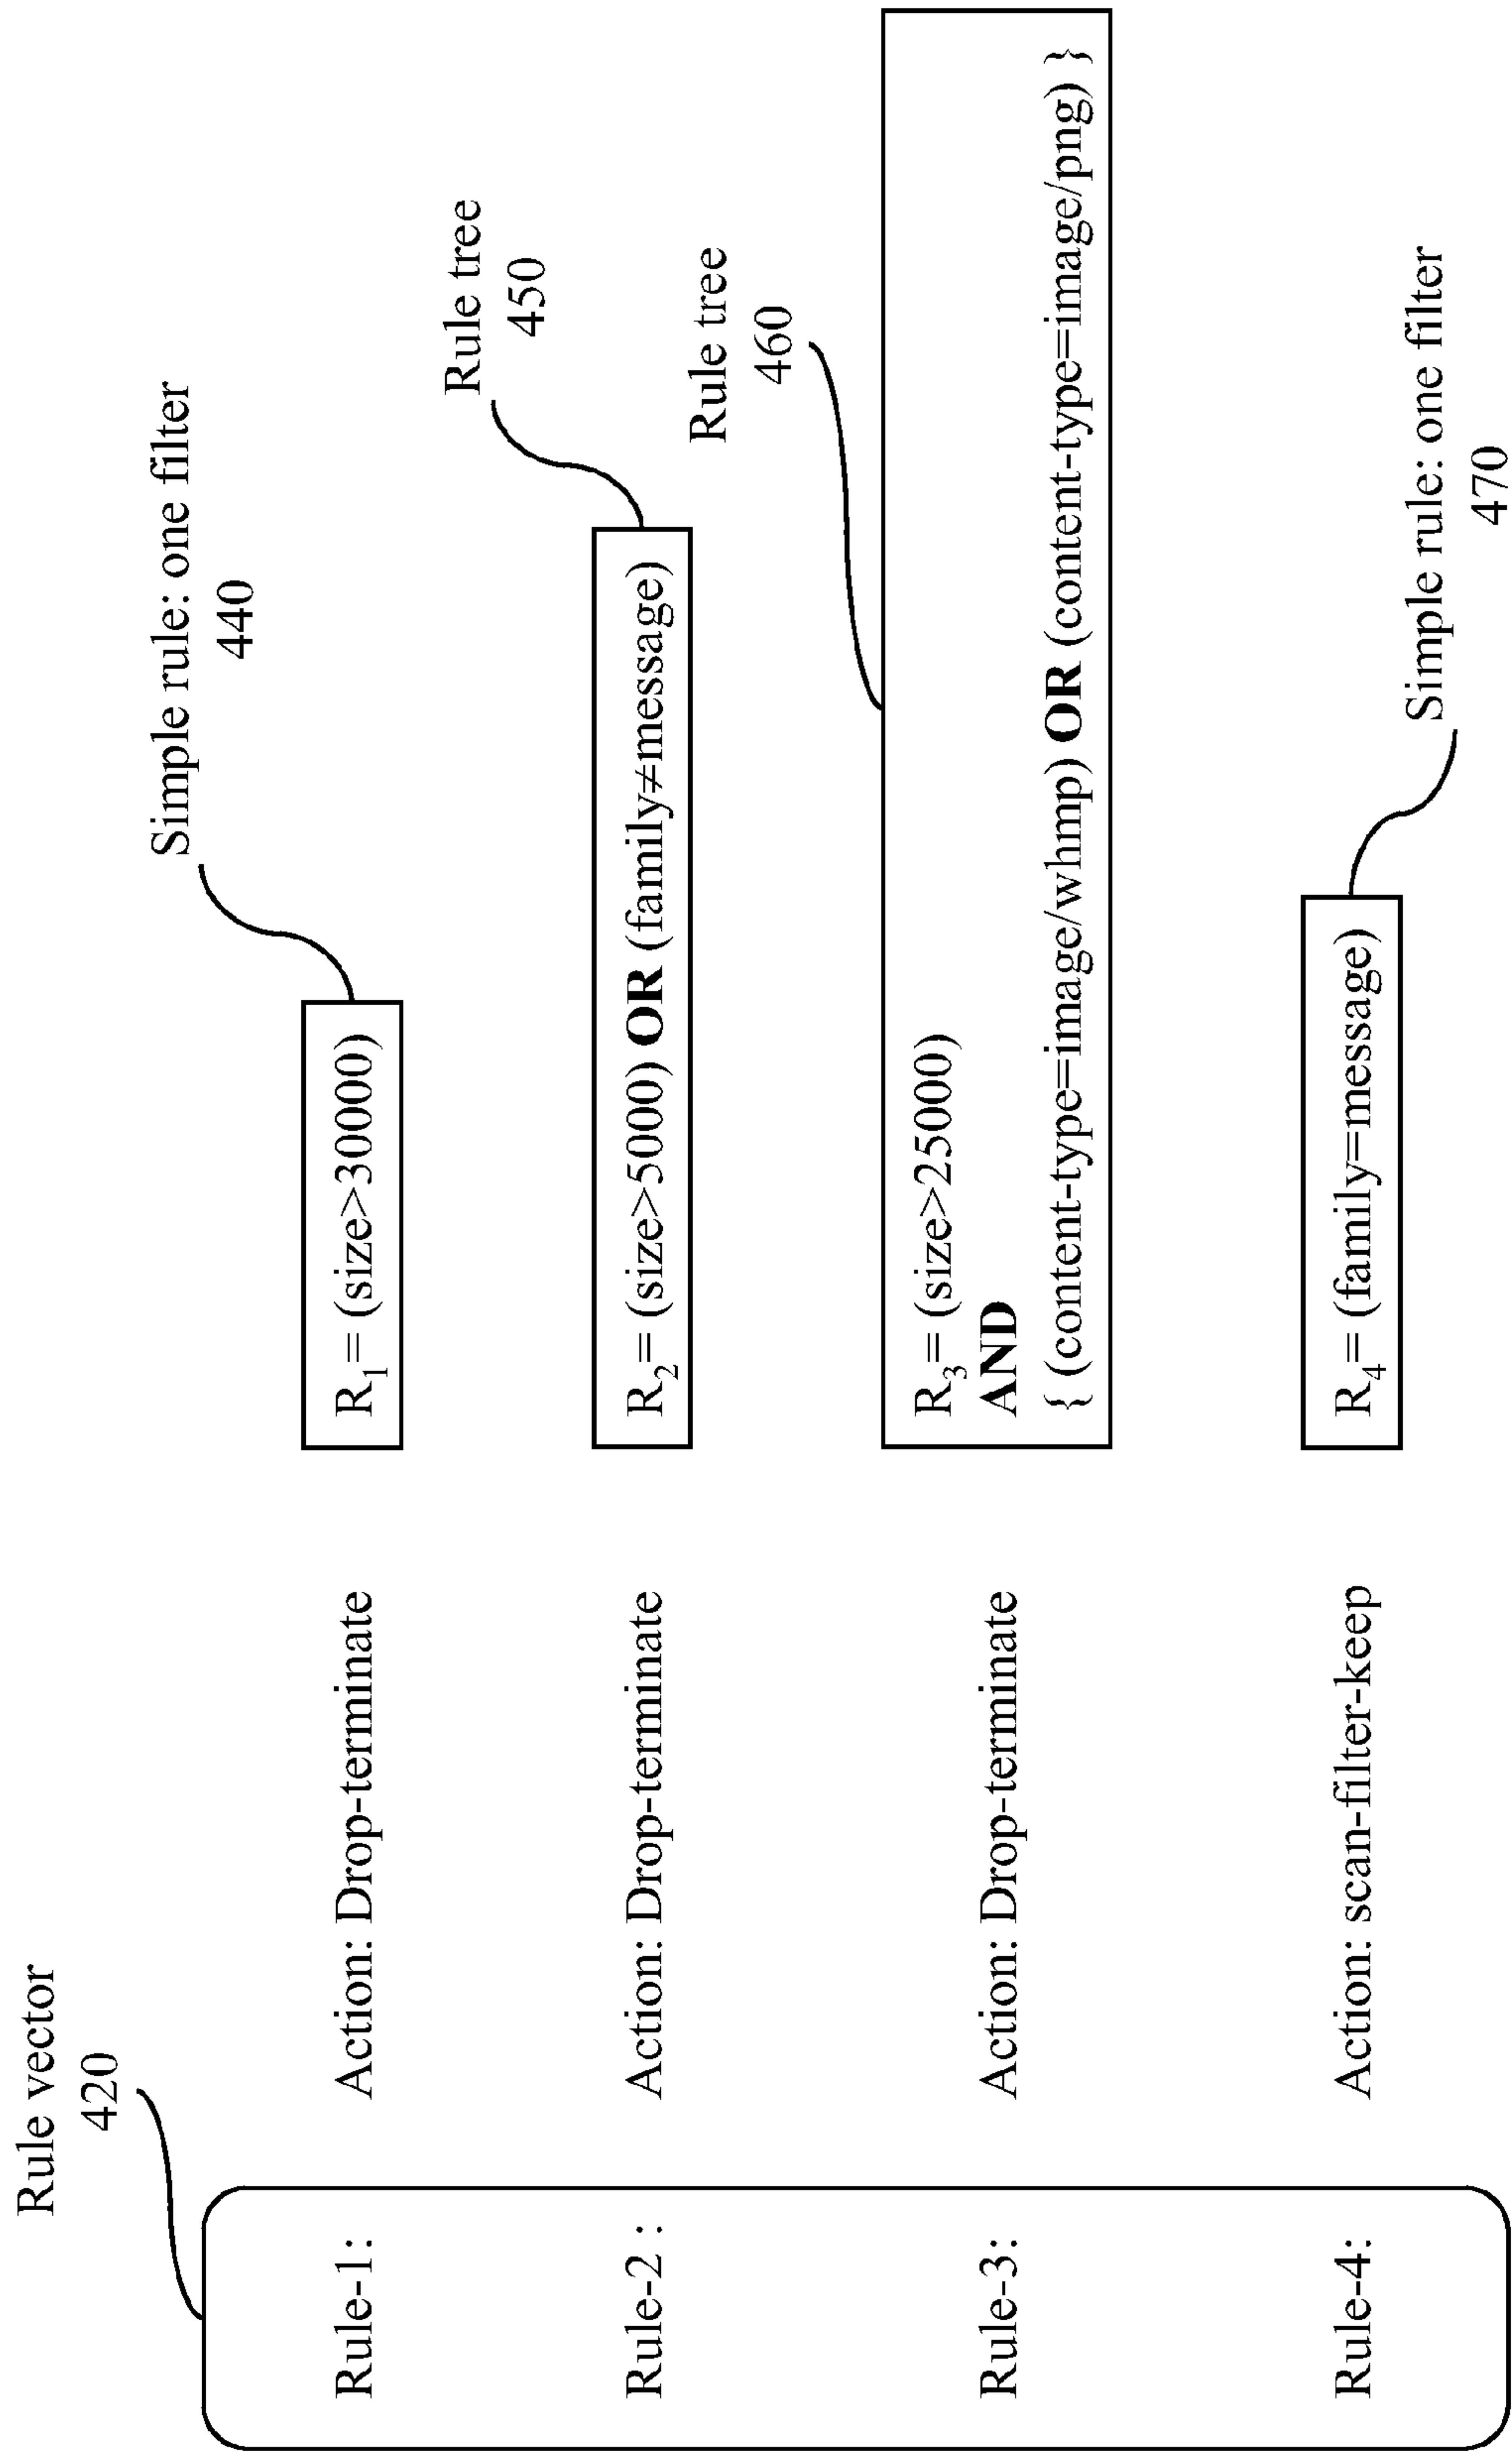 Rule vector
420
Simple rule: one filter
440
Rule-1:
Action: Drop-terminate
R1= (size>30000)
Rule tree
450
Rule-2 :
Action: Drop-terminate
R2= (size>5000) OR (family≠message)
Rule tree
460
Rule-3:
Action: Drop-terminate
R3= (size>25000)
AND
{ (content-type=image/whmp) OR (content-type=image/png) }
Rule-4:
Action: scan-filter-keep
R4= (family=message)
Simple rule: one filter
470